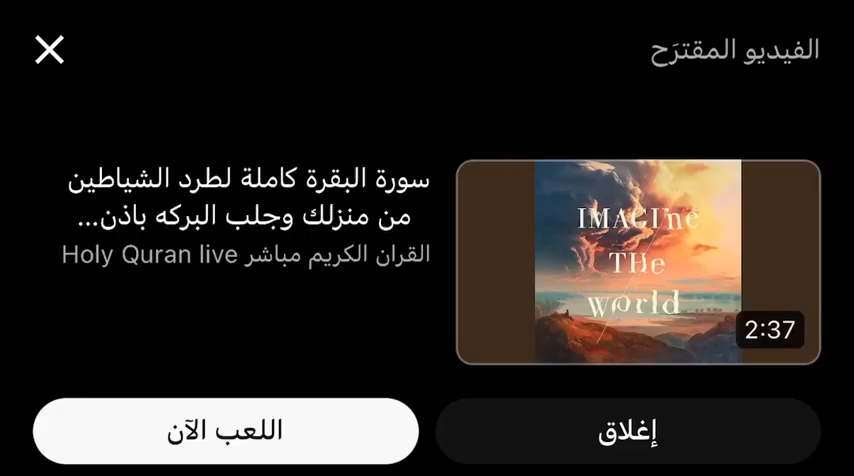 الفيديو المقترَح
سورة البقرة كاملة لطرد الشياطين
من منزلك وجلب البركه باذن...
القران الكريم مباشر Holy Quran live
IMAGIne
THe
world
2:37
إغلاق
اللعب الآن